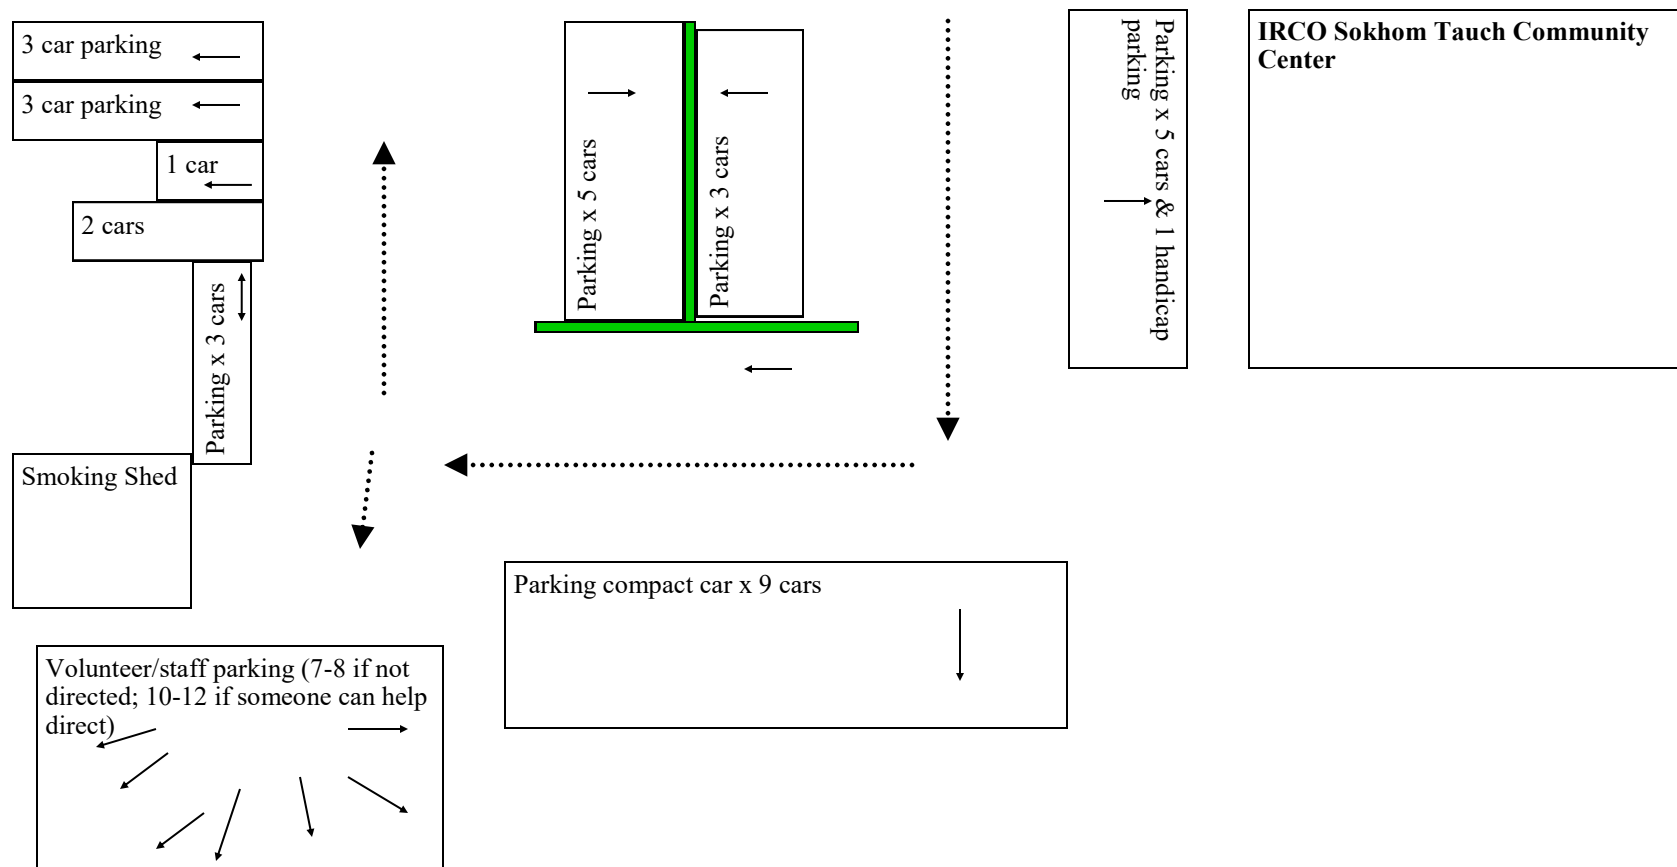 3 car parking
3 car parking
1 car
2 cars
Parking x 3 cars
Smoking Shed
Parking x 5 cars
Parking x 3 cars
Parking x 5 cars & 1 handicap
parking
IRCO Sokhom Tauch Community
Center
Parking compact car x 9 cars
Volunteer/staff parking (7-8 if not
directed; 10-12 if someone can help
direct)